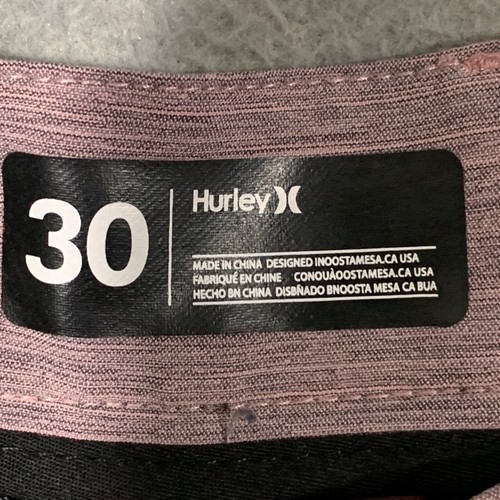 30
Hurley
MADE IN CHINA DESIGNED INOOSTAMESA.CA USA
FABRIQUÉ EN CHINE CONOUÀOOSTAMESA.CA USA
HECHO BN CHINA DISBÑADO BNOOSTA MESA CA BUA